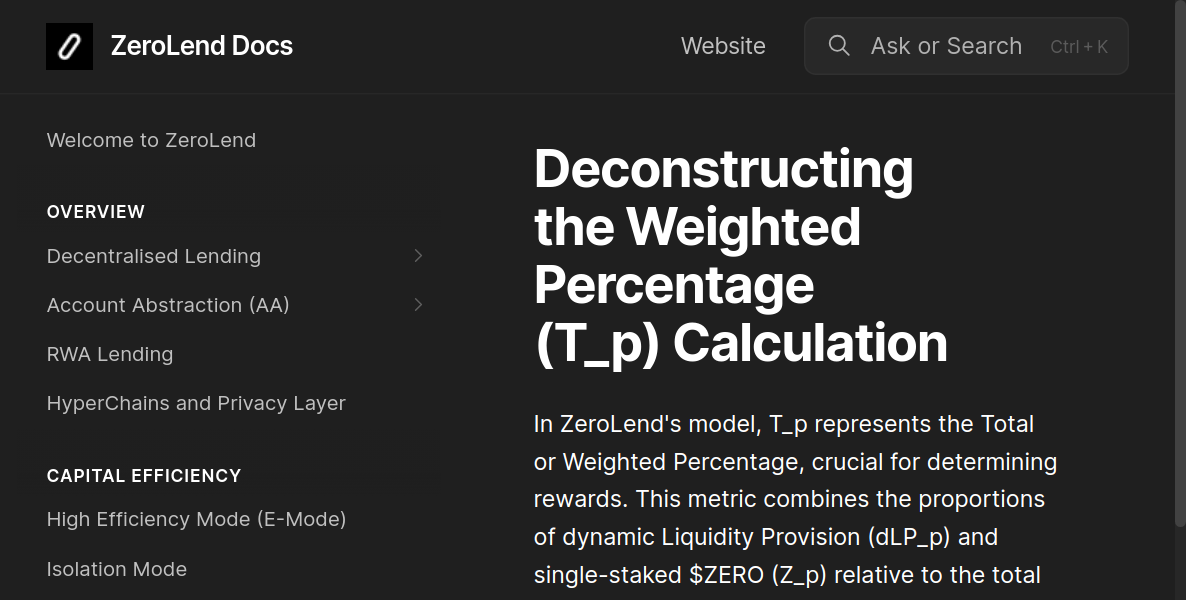 ZeroLend Docs
Website
Ask or Search
Ctrl + K
Welcome to ZeroLend
OVERVIEW
Decentralised Lending
Account Abstraction (AA)
RWA Lending
HyperChains and Privacy Layer
CAPITAL EFFICIENCY
High Efficiency Mode (E-Mode)
Isolation Mode
Deconstructing
the Weighted
Percentage
(T_p) Calculation
In ZeroLend's model, T_p represents the Total
or Weighted Percentage, crucial for determining
rewards. This metric combines the proportions
of dynamic Liquidity Provision (dLP_p) and
single-staked $ZERO (Z_p) relative to the total